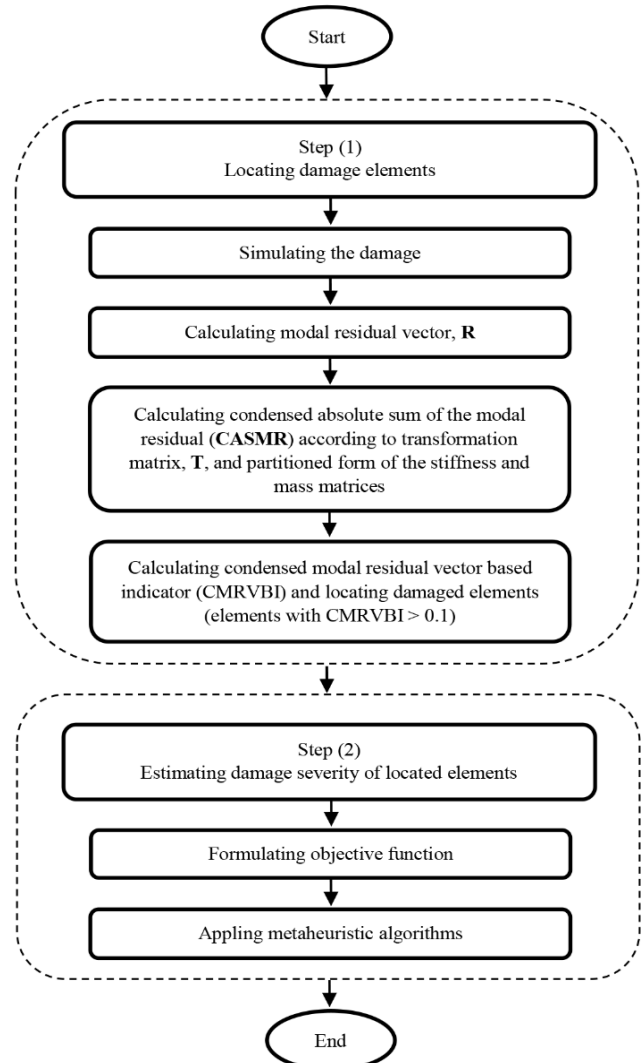 Start
Step (1)
Locating damage elements
Simulating the damage
Calculating modal residual vector, R
Calculating condensed absolute sum of the modal
residual (CASMR) according to transformation
matrix, T, and partitioned form of the stiffness and
mass matrices
Calculating condensed modal residual vector based
indicator (CMRVBI) and locating damaged elements
(elements with CMRVBI > 0.1)
Step (2)
Estimating damage severity of located elements
Formulating objective function
Appling metaheuristic algorithms
End